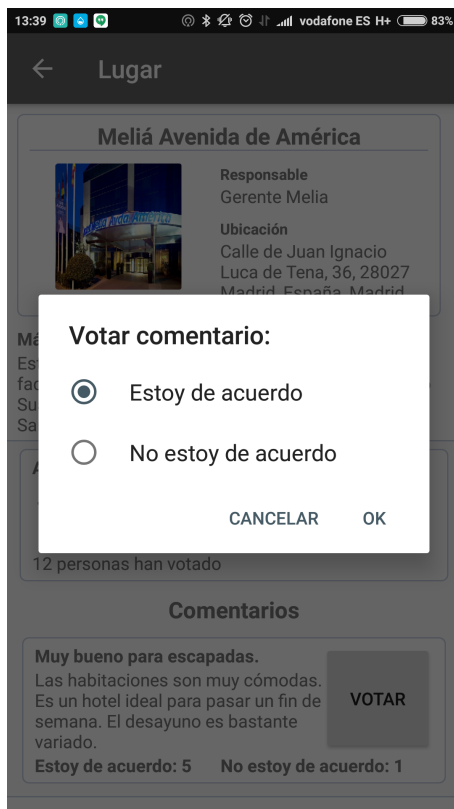 13:39 vodafone ES H+ 83%
Lugar
Meliá Avenida de América
Responsable
Gerente Melia
Ubicación
Calle de Juan Ignacio
Luca de Tena, 36, 28027
Madrid, España, Madrid
Votar comentario:
Estoy de acuerdo
No estoy de acuerdo
CANCELAR OK
12 personas han votado
Comentarios
Muy bueno para escapadas.
Las habitaciones son muy cómodas.
Es un hotel ideal para pasar un fin de
semana. El desayuno es bastante
variado.
VOTAR
Estoy de acuerdo: 5 No estoy de acuerdo: 1